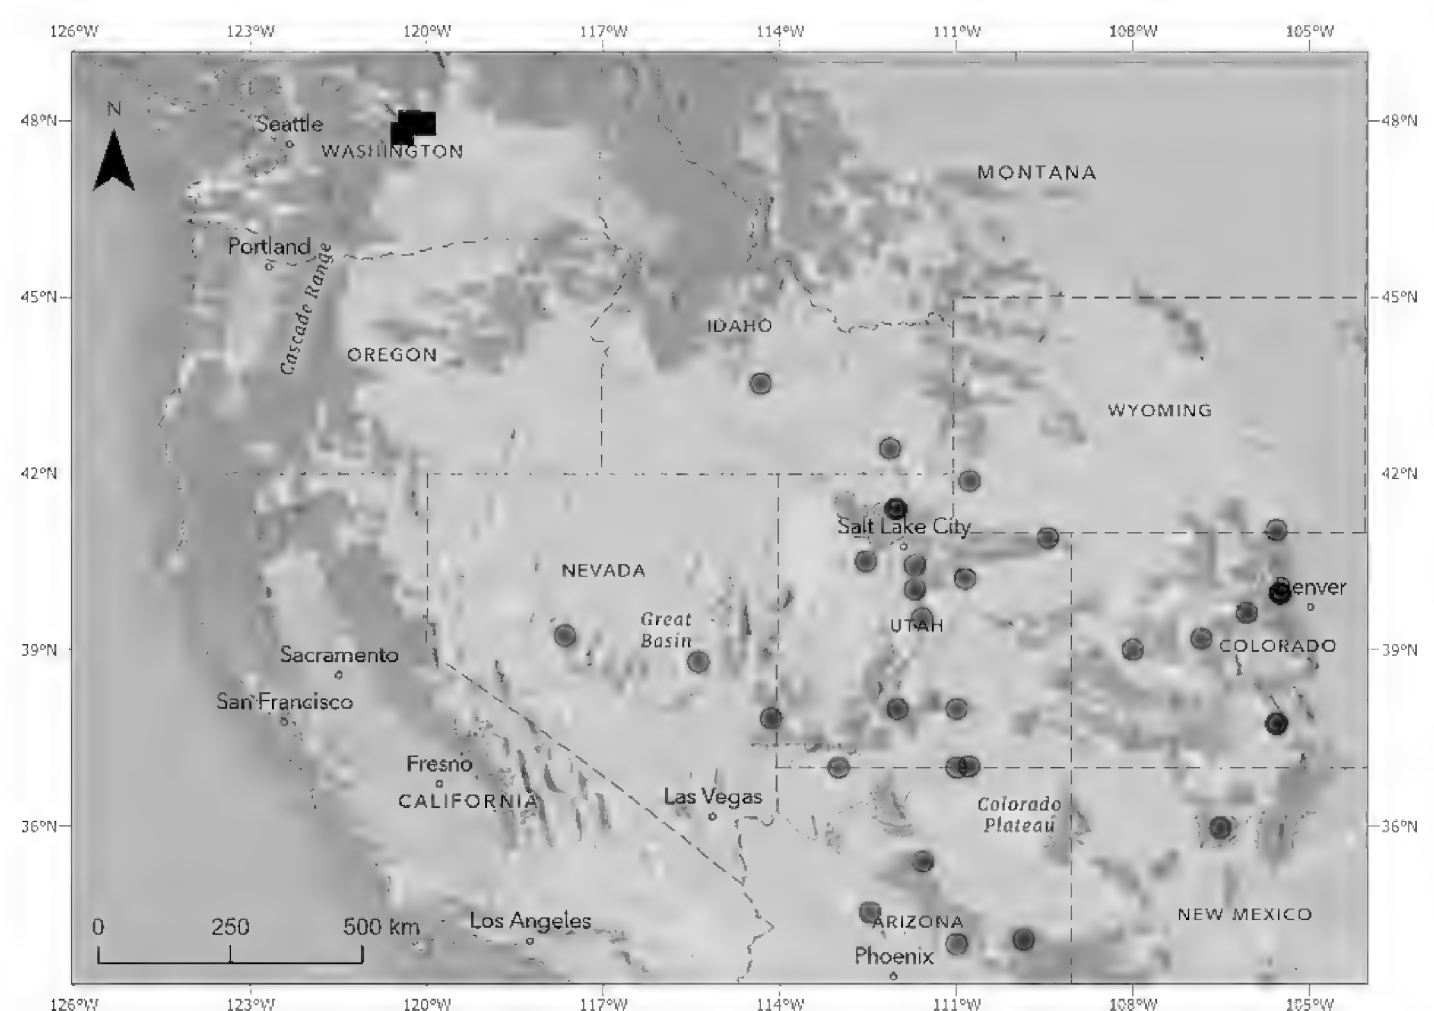 126°W 123°W 120°W 117°W 114°W 111°W 108°W 105°W
N
48°N 48°N
Seattle
WASHINGTON
MONTANA
Portland
Cascade Range
45°N 45°N
IDAHO
OREGON
WYOMING
42°N 42°N
Salt Lake City
NEVADA
Denver
Great
Basin
UTAH
COLORADO
39°N 39°N
Sacramento
San Francisco
Fresno
CALIFORNIA
Las Vegas
Colorado
Plateau
36°N 36°N
0 250 500 km
Los Angeles
ARIZONA
NEW MEXICO
Phoenix
126°W 123°W 120°W 117°W 114°W 111°W 108°W 105°W